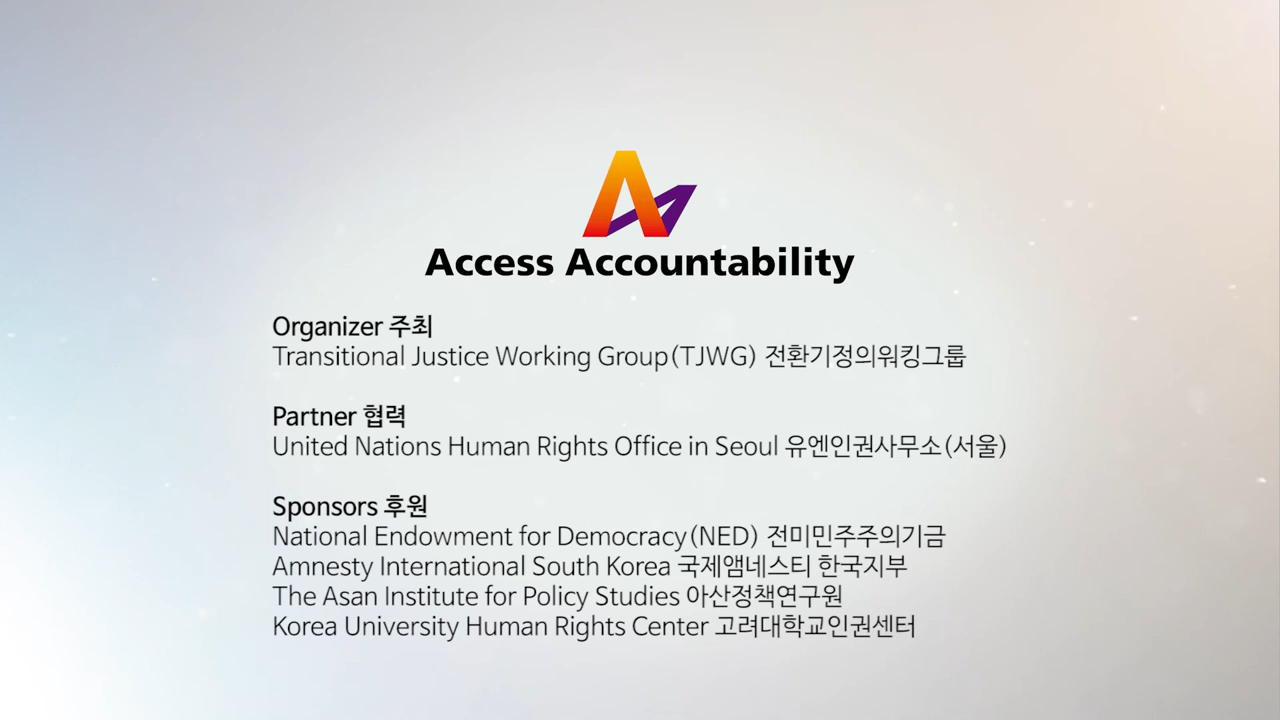 Access Accountability
Organizer 주최
Transitional Justice Working Group(TJWG) 전환기정의워킹그룹
Partner 협력
United Nations Human Rights Office in Seoul 유엔인권사무소(서울)
Sponsors 후원
National Endowment for Democracy(NED) 전미민주주의기금
Amnesty International South Korea 국제앰네스티 한국지부
The Asan Institute for Policy Studies 아산정책연구원
Korea University Human Rights Center 고려대학교인권센터